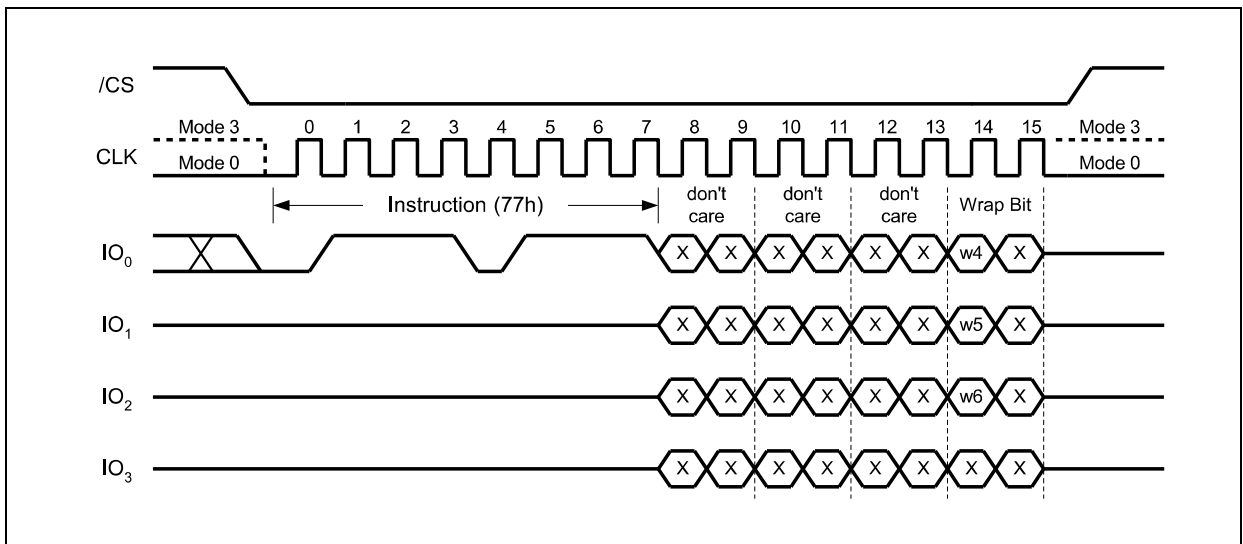 /CS
Mode 3 0 1 2 3 4 5 6 7 8 9 10 11 12 13 14 15 Mode 3
CLK Mode 0 Mode 0
Instruction (77h) don't care don't care don't care Wrap Bit
IO0 X X X X X X w4 X
IO1 X X X X X X w5 X
IO2 X X X X X X w6 X
IO3 X X X X X X X X